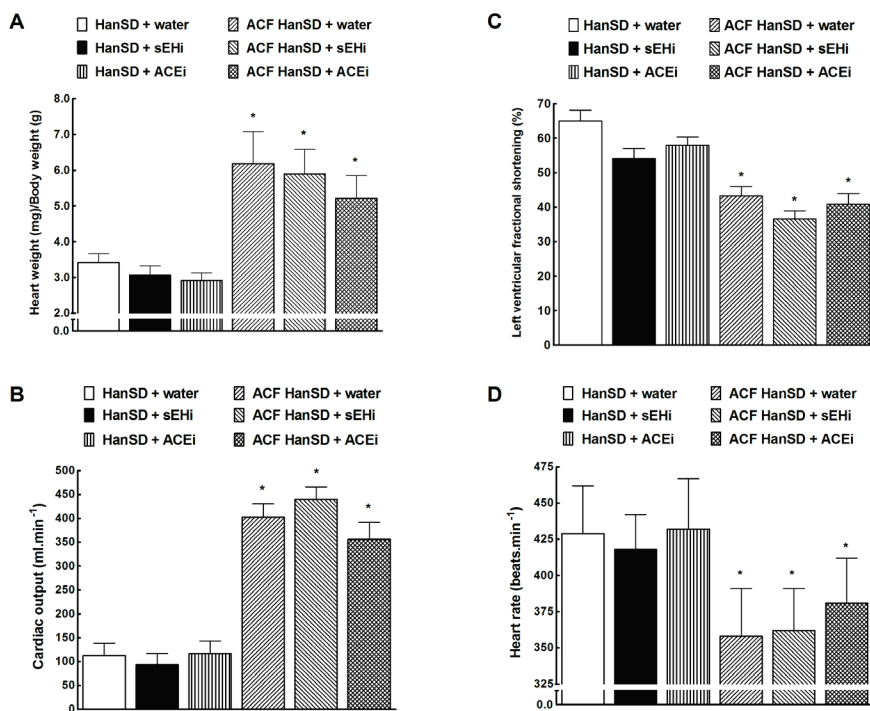 A
HanSD + water
ACF HanSD + water
HanSD + sEHi
ACF HanSD + sEHi
HanSD + ACEi
ACF HanSD + ACEi
Heart weight (mg)/Body weight (g)
8.0
7.0
6.0
5.0
4.0
3.0
2.0
0.0
*
*
*
B
HanSD + water
ACF HanSD + water
HanSD + sEHi
ACF HanSD + sEHi
HanSD + ACEi
ACF HanSD + ACEi
Cardiac output (ml.min⁻¹)
500
450
400
350
300
250
200
150
100
50
0
*
*
*
C
HanSD + water
ACF HanSD + water
HanSD + sEHi
ACF HanSD + sEHi
HanSD + ACEi
ACF HanSD + ACEi
Left ventricular fractional shortening (%)
70
60
50
40
30
20
10
0
*
*
*
D
HanSD + water
ACF HanSD + water
HanSD + sEHi
ACF HanSD + sEHi
HanSD + ACEi
ACF HanSD + ACEi
Heart rate (beats.min⁻¹)
475
450
425
400
375
350
325
0.0
*
*
*